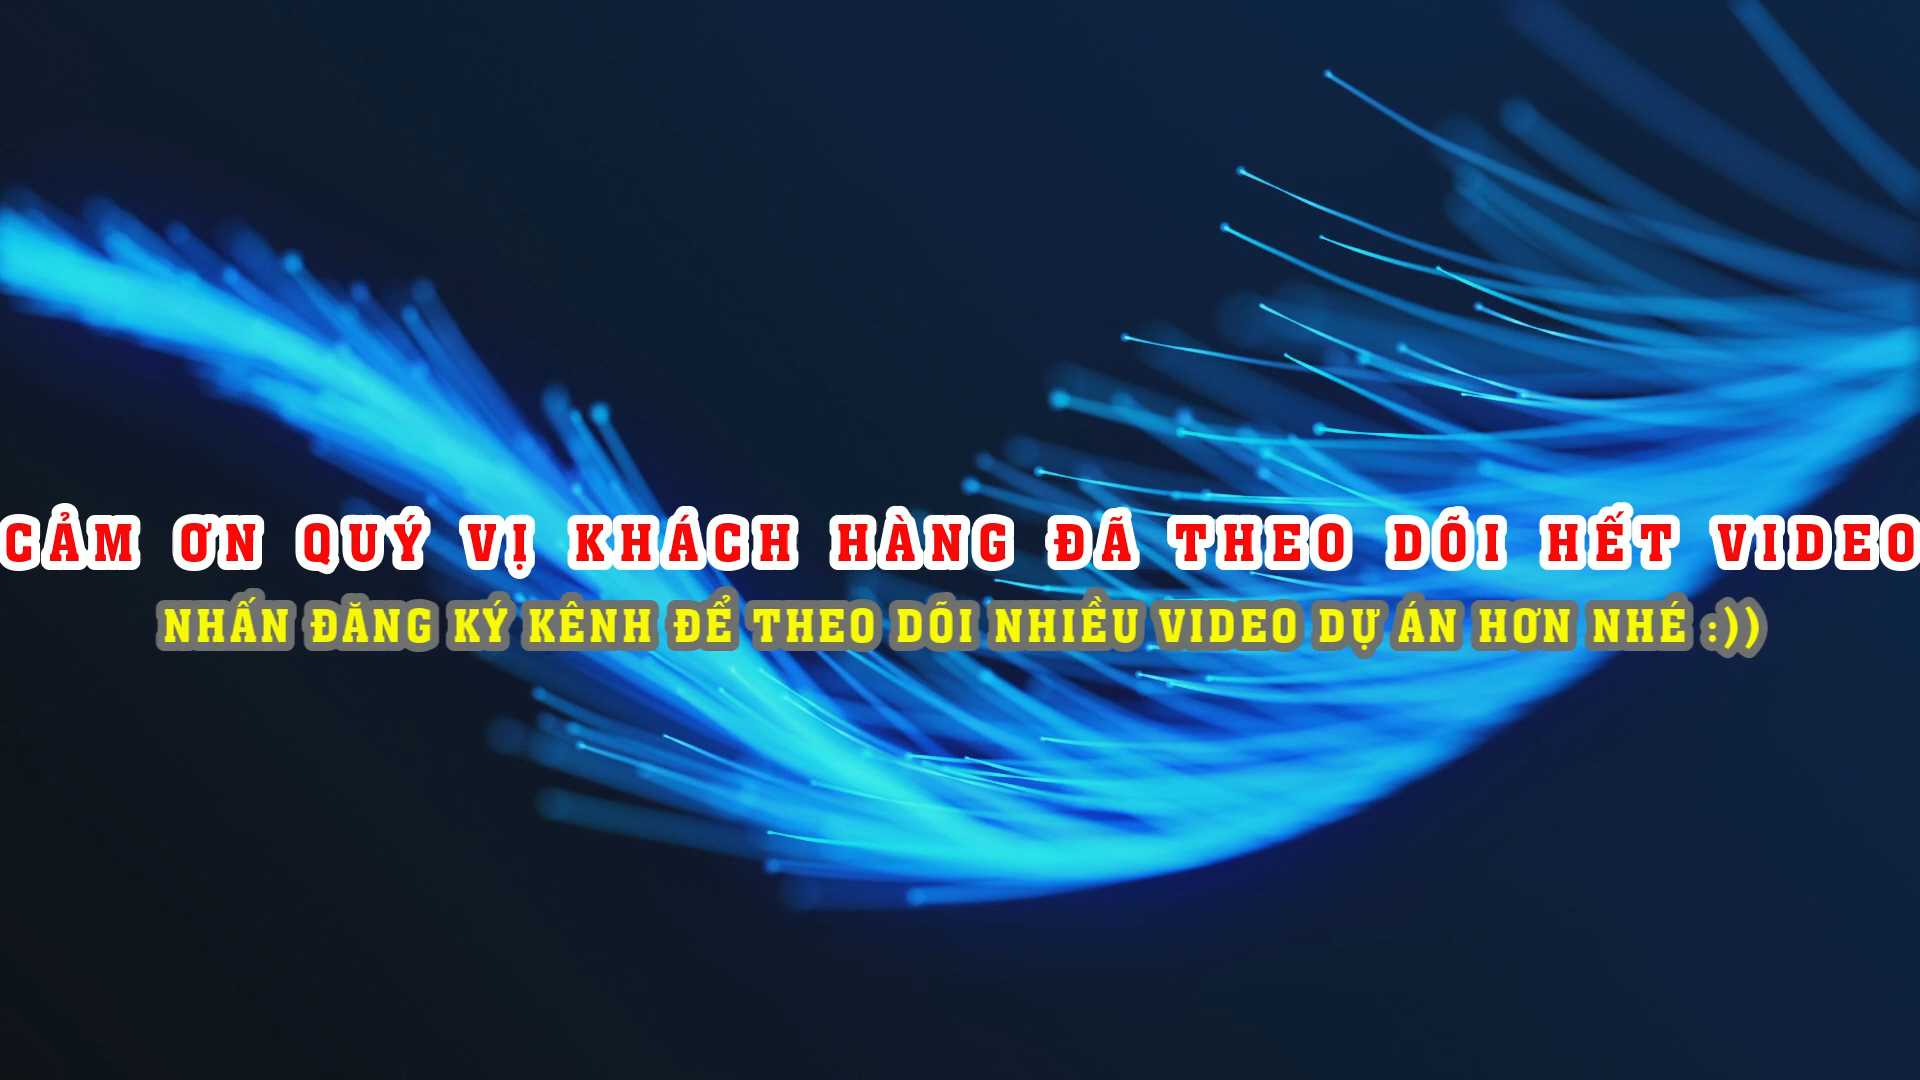 CẢM ƠN QUÝ VỊ KHÁCH HÀNG ĐÃ THEO DÕI HẾT VIDEO
NHẤN ĐĂNG KÝ KÊNH ĐỂ THEO DÕI NHIỀU VIDEO DỰ ÁN HƠN NHÉ :))